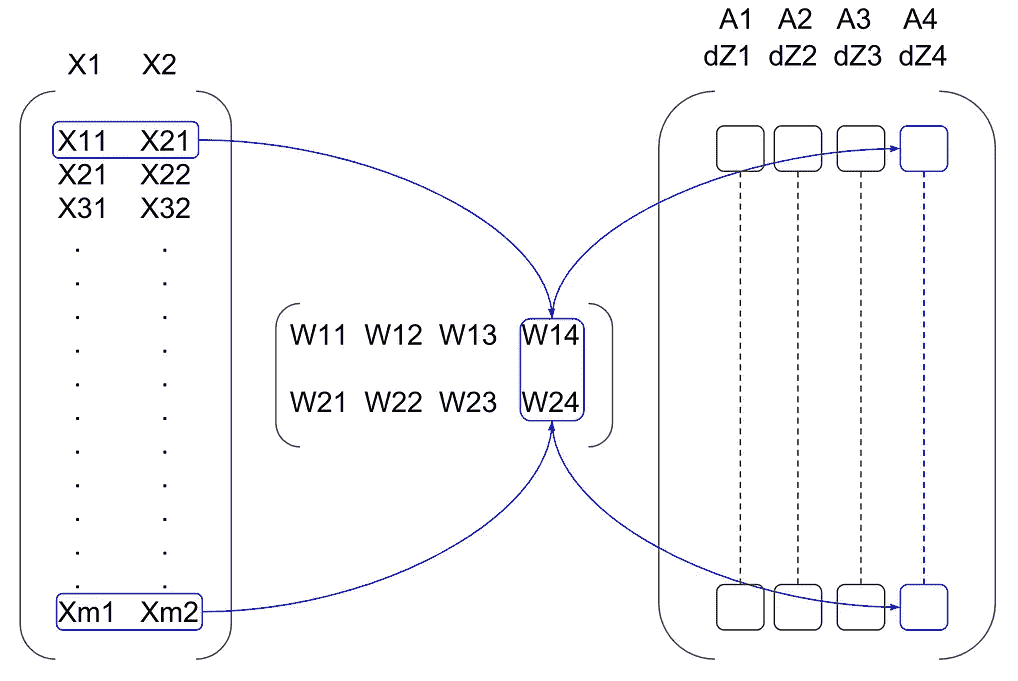 A1 A2 A3 A4
X1 X2 dZ1 dZ2 dZ3 dZ4
X11 X21
X21 X22
X31 X32
. .
. .
. .
W11 W12 W13 W14
. .
. .
W21 W22 W23 W24
. .
. .
. .
. .
. .
. .
Xm1 Xm2